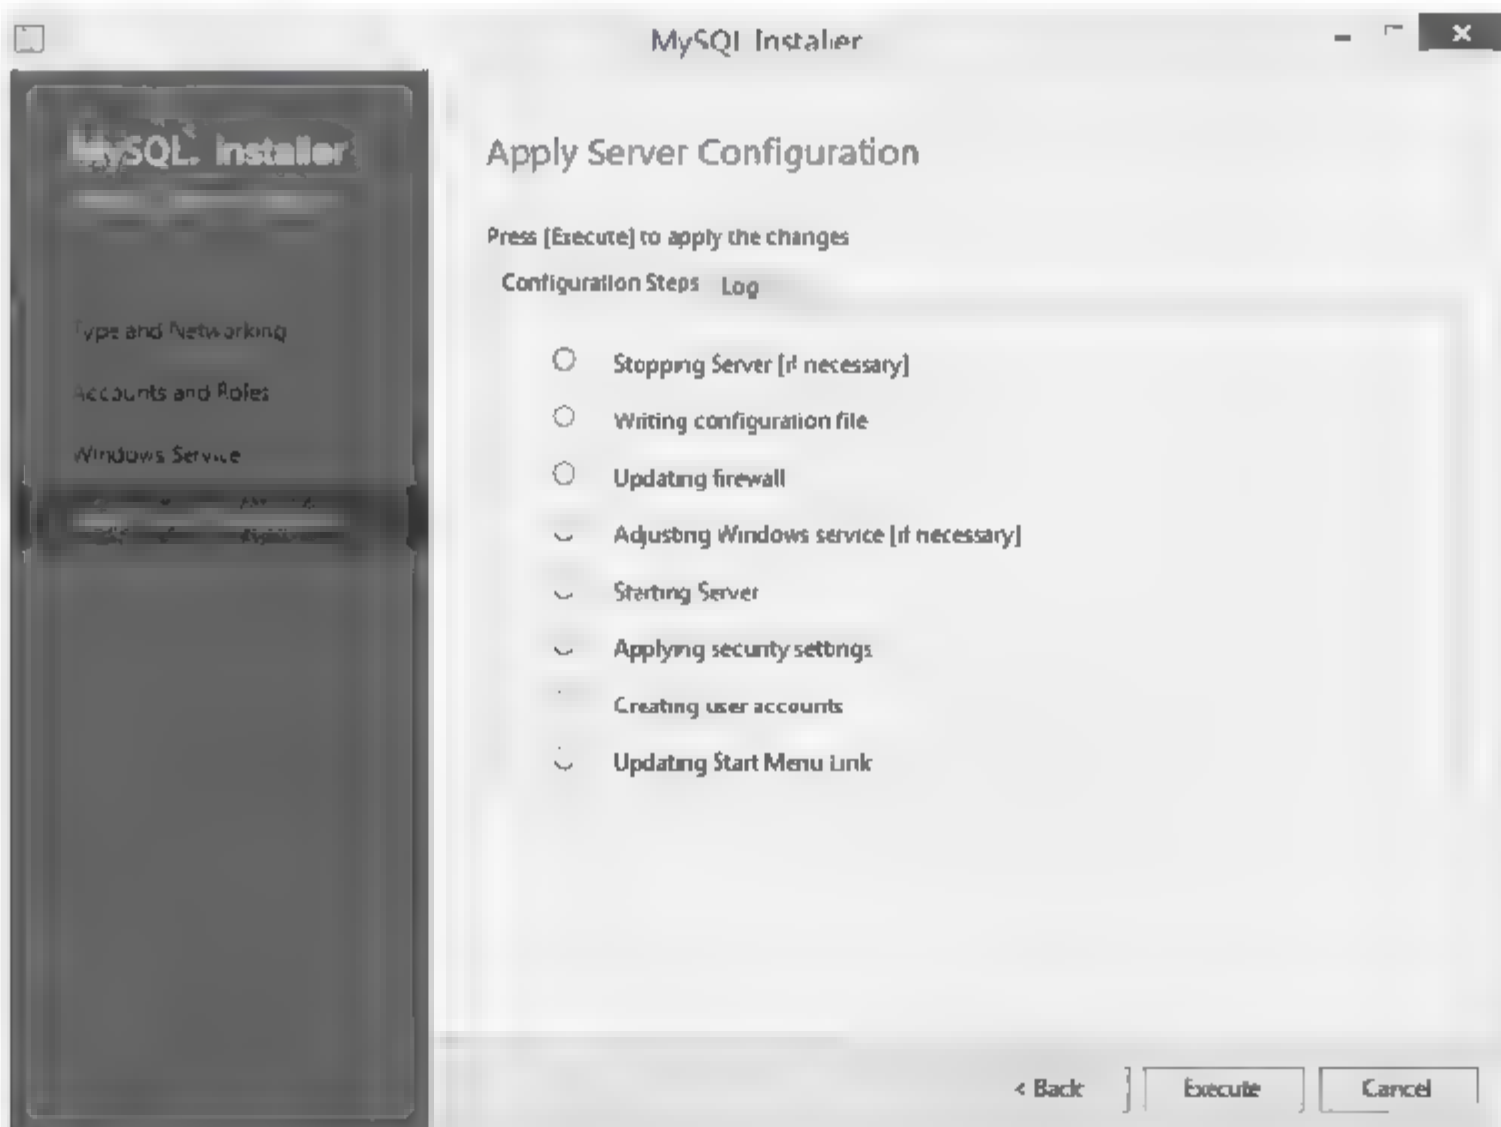 MySQL Installer
MySQL. Installer
Type and Networking
Accounts and Roles
Windows Service
Apply Server Configuration
Press [Execute] to apply the changes
Configuration Steps Log
Stopping Server [if necessary]
Writing configuration file
Updating firewall
Adjusting Windows service [if necessary]
Starting Server
Applying security settings
Creating user accounts
Updating Start Menu Link
< Back Execute Cancel